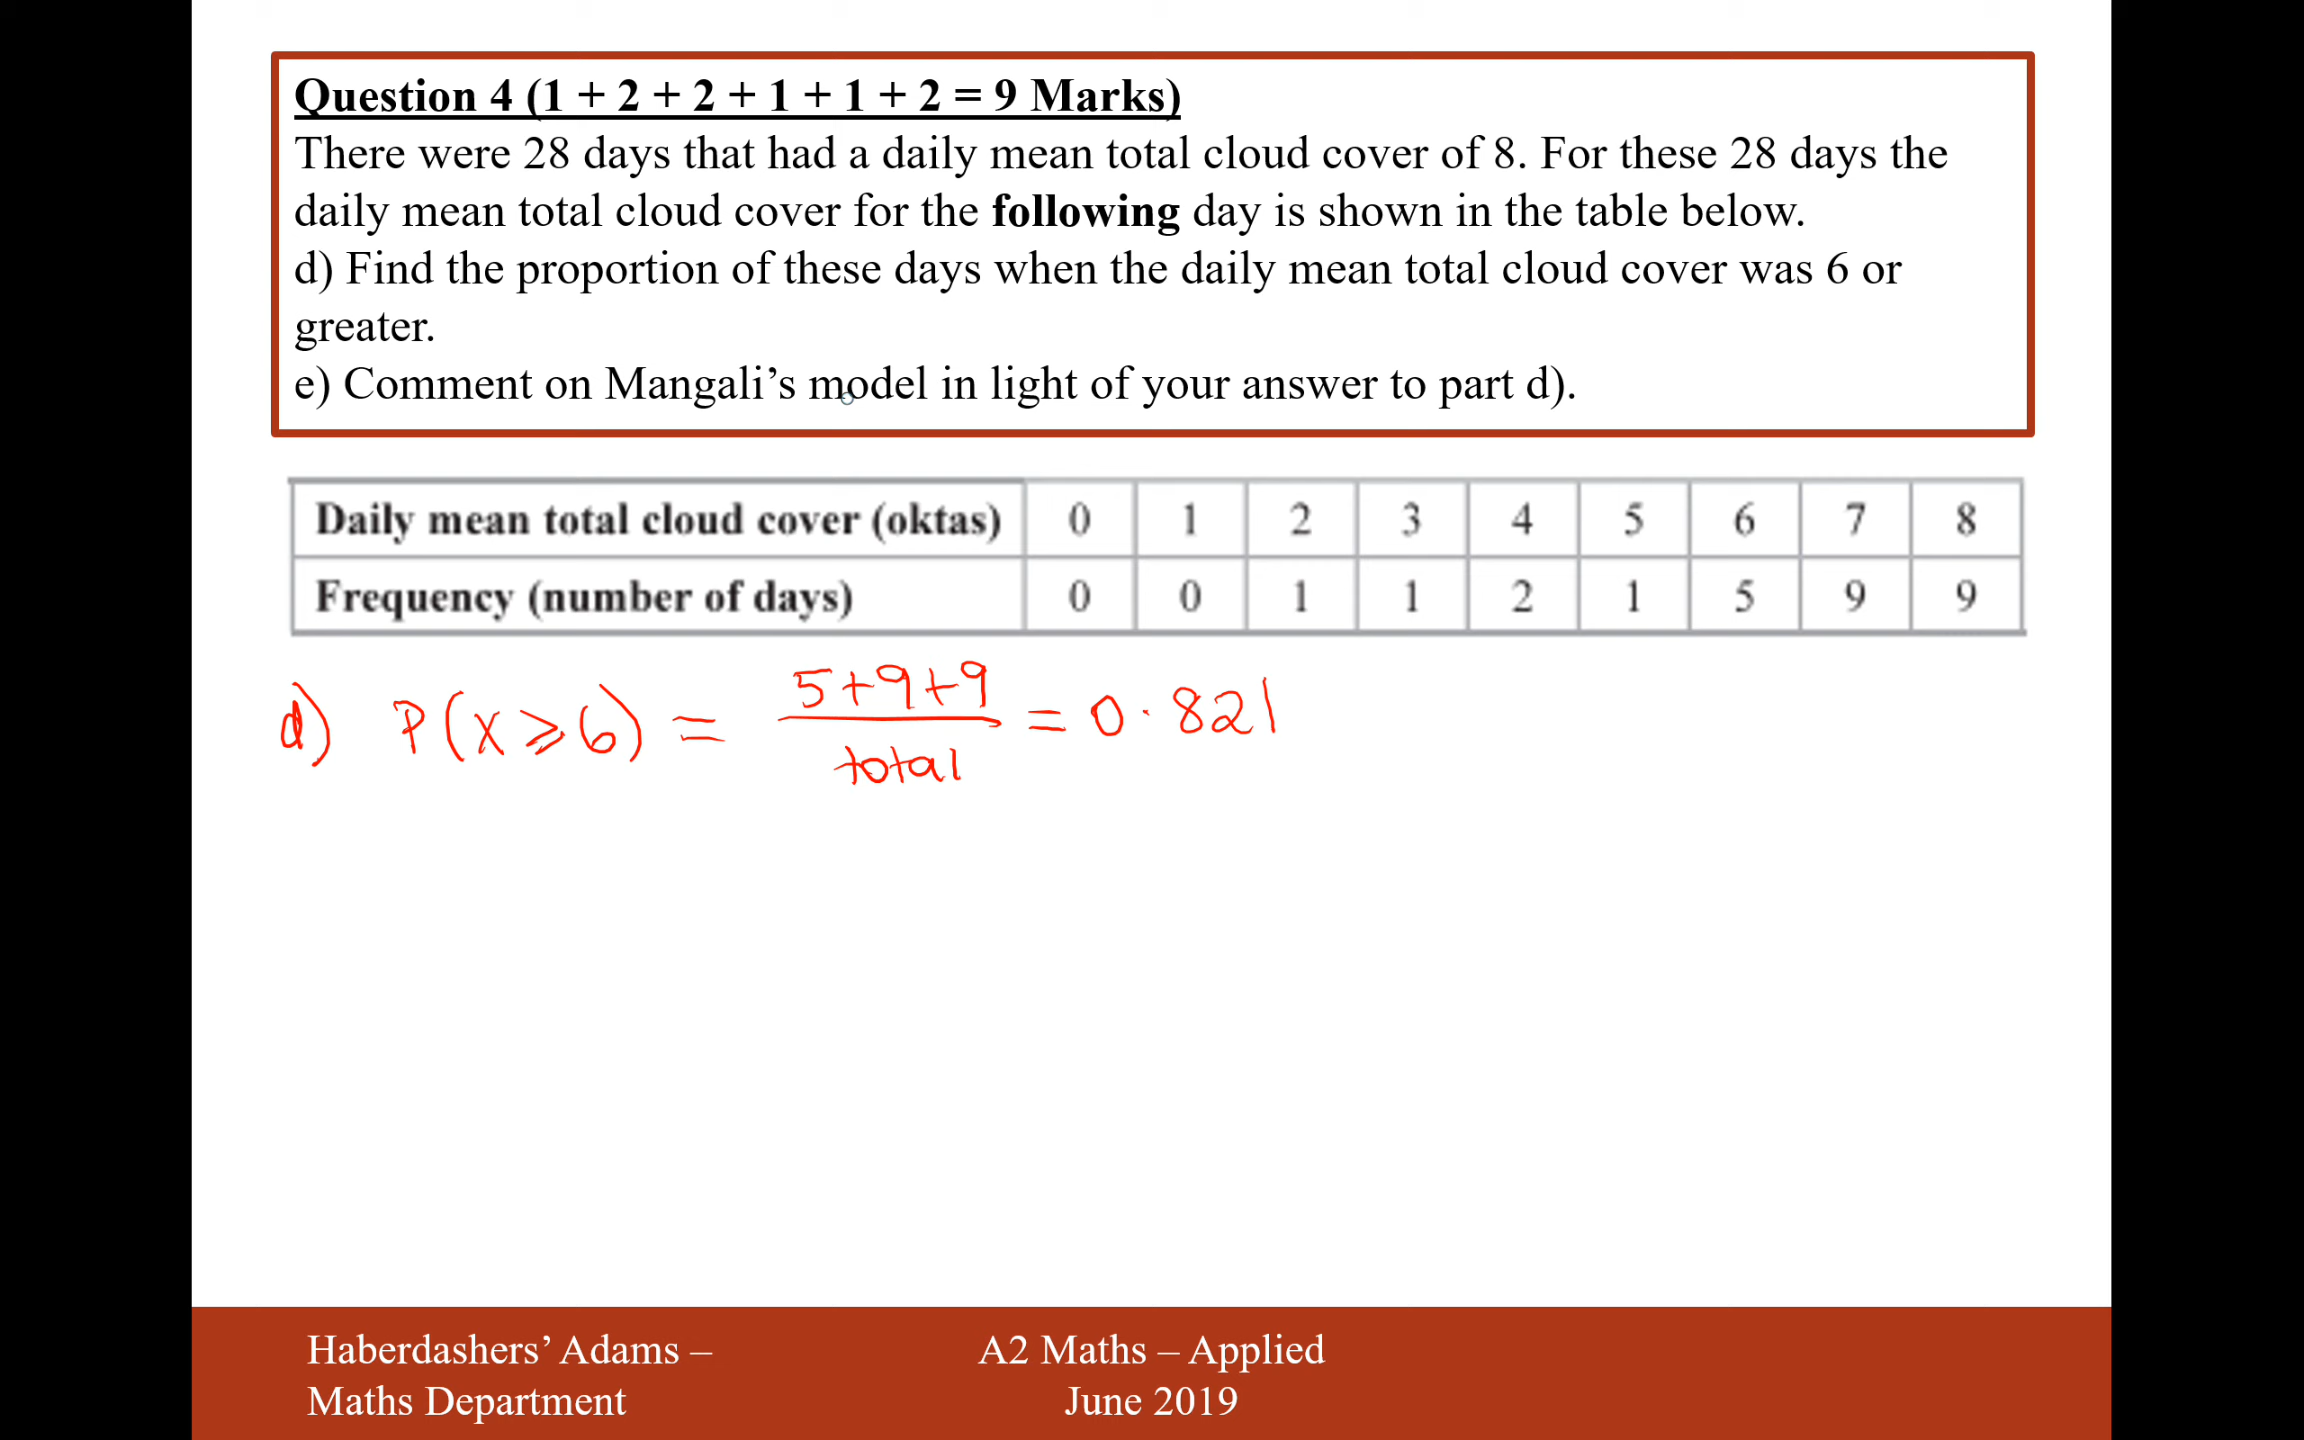 Question 4 (1 + 2 + 2 + 1 + 1 + 2 = 9 Marks)
There were 28 days that had a daily mean total cloud cover of 8. For these 28 days the
daily mean total cloud cover for the following day is shown in the table below.
d) Find the proportion of these days when the daily mean total cloud cover was 6 or
greater.
e) Comment on Mangali’s model in light of your answer to part d).
Daily mean total cloud cover (oktas) 0 1 2 3 4 5 6 7 8
Frequency (number of days) 0 0 1 1 2 1 5 9 9
d) P(x ⩾ 6) = 5+9+9 / total = 0.821
Haberdashers’ Adams –
Maths Department
A2 Maths – Applied
June 2019